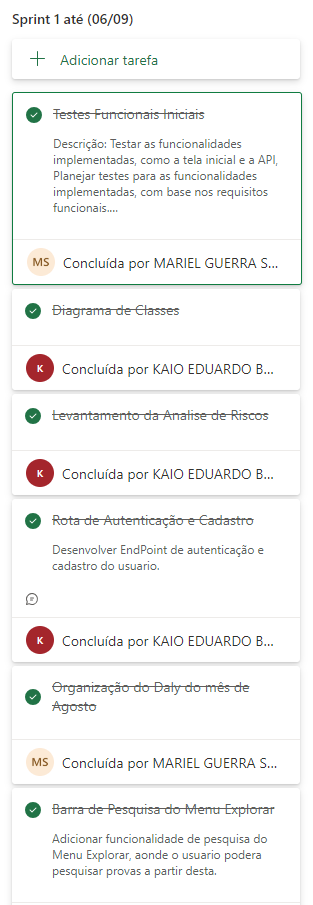 Sprint 1 até (06/09)
Adicionar tarefa
Testes Funcionais Iniciais
Descrição: Testar as funcionalidades
implementadas, como a tela inicial e a API,
Planejar testes para as funcionalidades
implementadas, com base nos requisitos
funcionais....
MS Concluída por MARIEL GUERRA S...
Diagrama de Classes
K Concluída por KAIO EDUARDO B...
Levantamento da Analise de Riscos
K Concluída por KAIO EDUARDO B...
Rota de Autenticação e Cadastro
Desenvolver EndPoint de autenticação e
cadastro do usuario.
K Concluída por KAIO EDUARDO B...
Organização do Daly do mês de
Agosto
MS Concluída por MARIEL GUERRA S...
Barra de Pesquisa do Menu Explorar
Adicionar funcionalidade de pesquisa do
Menu Explorar, aonde o usuario podera
pesquisar provas a partir desta.